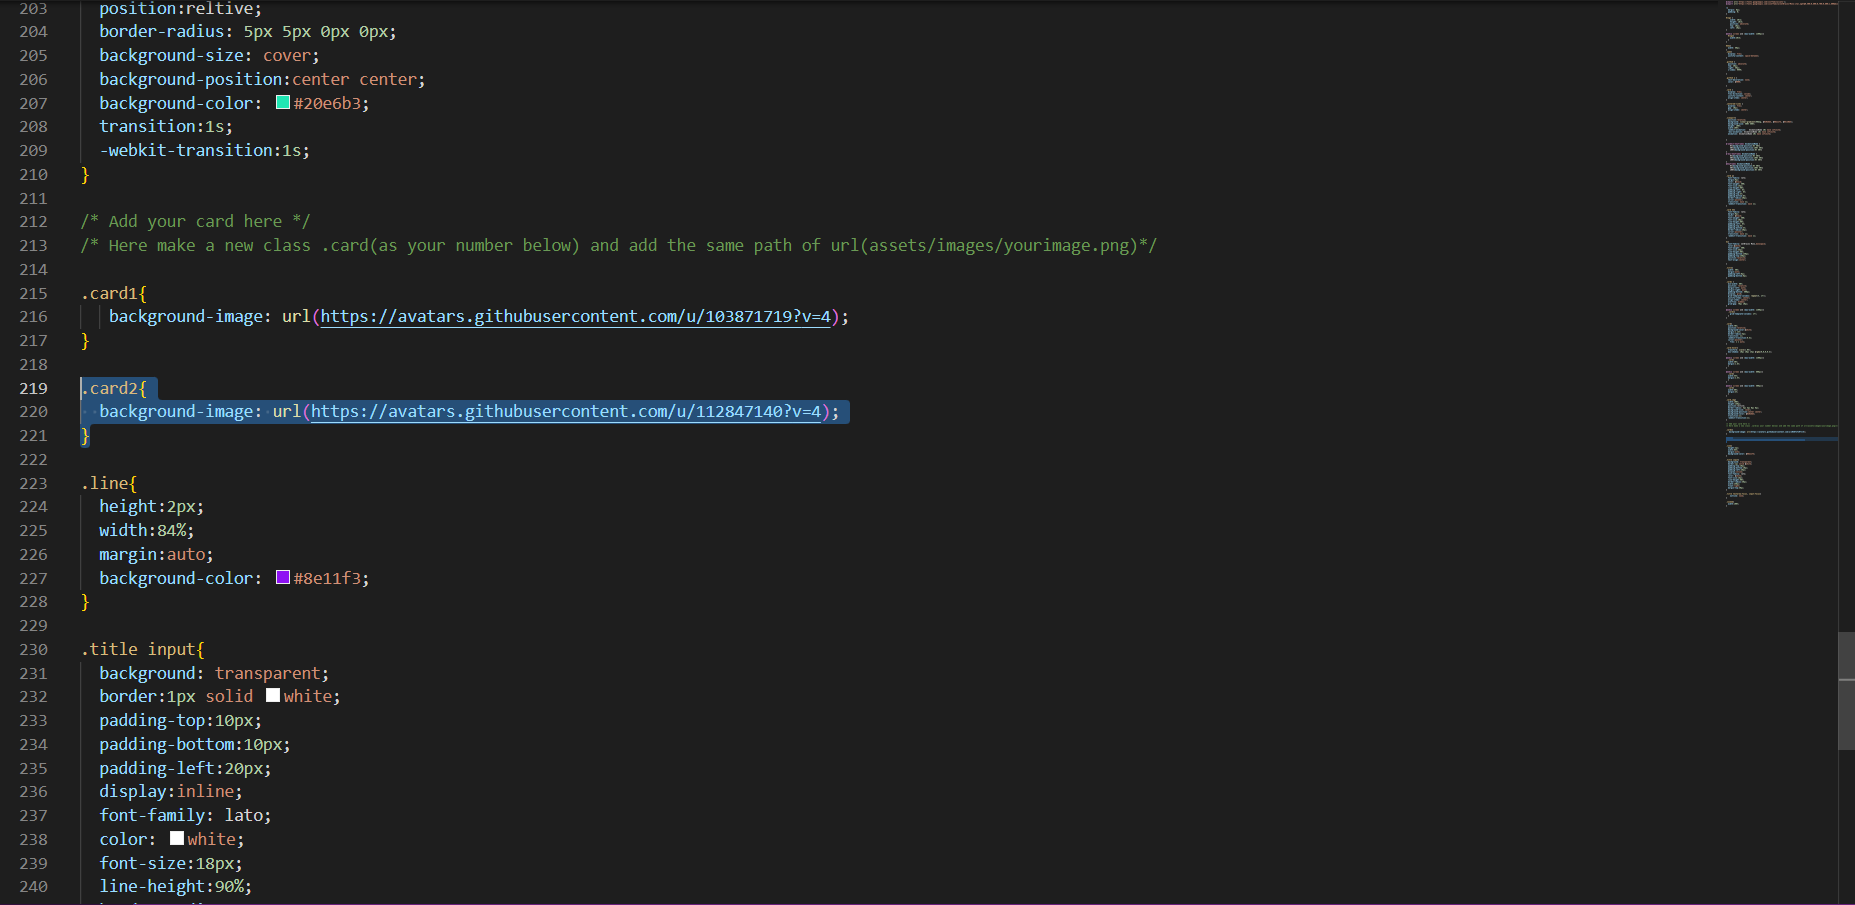 203 position:reltive;
204 border-radius: 5px 5px 0px 0px;
205 background-size: cover;
206 background-position:center center;
207 background-color: #20e6b3;
208 transition:1s;
209 -webkit-transition:1s;
210 }
211
212 /* Add your card here */
213 /* Here make a new class .card(as your number below) and add the same path of url(assets/images/yourimage.png)*/
214
215 .card1{
216 background-image: url(https://avatars.githubusercontent.com/u/103871719?v=4);
217 }
218
219 .card2{
220 background-image: url(https://avatars.githubusercontent.com/u/112847140?v=4);
221 }
222
223 .line{
224 height:2px;
225 width:84%;
226 margin:auto;
227 background-color: #8e11f3;
228 }
229
230 .title input{
231 background: transparent;
232 border:1px solid white;
233 padding-top:10px;
234 padding-bottom:10px;
235 padding-left:20px;
236 display:inline;
237 font-family: lato;
238 color: white;
239 font-size:18px;
240 line-height:90%;